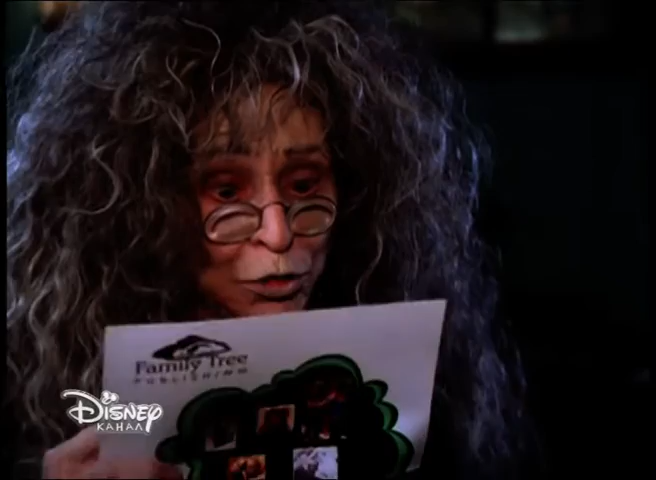 Family Tree
PUBLISHING
Disney
КАНАЛ